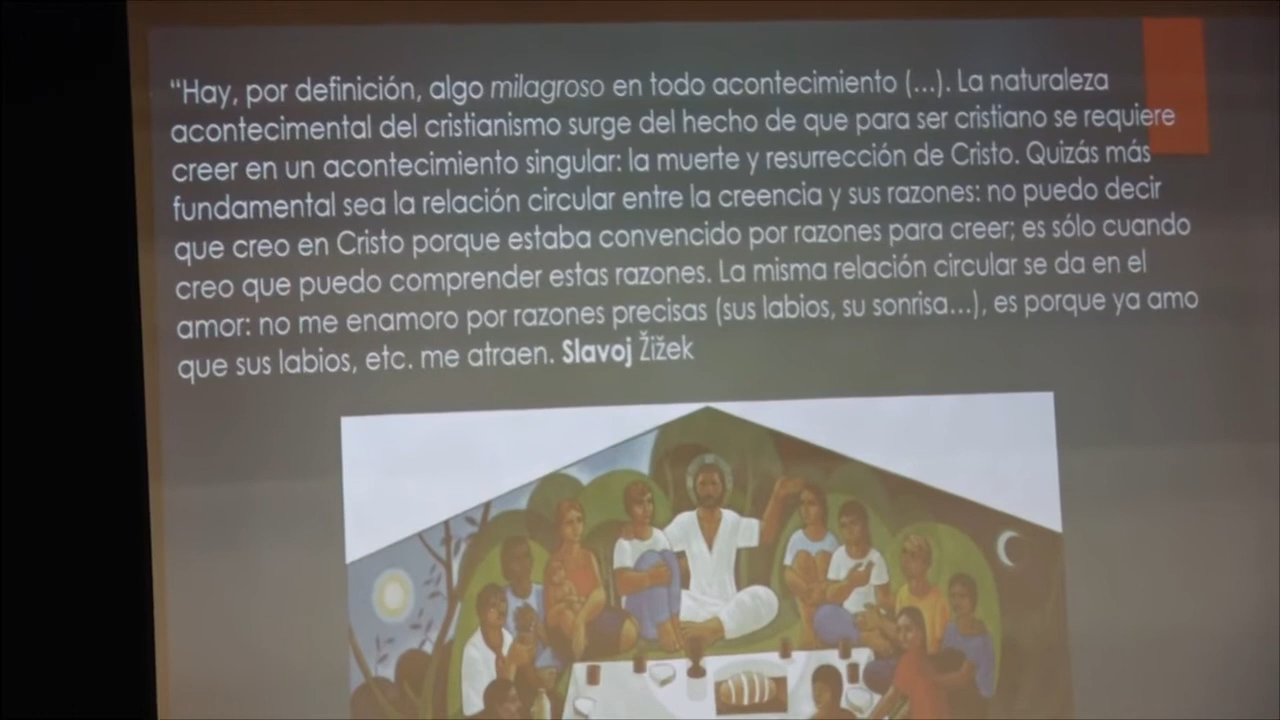 “Hay, por definición, algo milagroso en todo acontecimiento (...). La naturaleza
acontecimental del cristianismo surge del hecho de que para ser cristiano se requiere
creer en un acontecimiento singular: la muerte y resurrección de Cristo. Quizás más
fundamental sea la relación circular entre la creencia y sus razones: no puedo decir
que creo en Cristo porque estaba convencido por razones para creer; es sólo cuando
creo que puedo comprender estas razones. La misma relación circular se da en el
amor: no me enamoro por razones precisas (sus labios, su sonrisa...), es porque ya amo
que sus labios, etc. me atraen. Slavoj Žižek